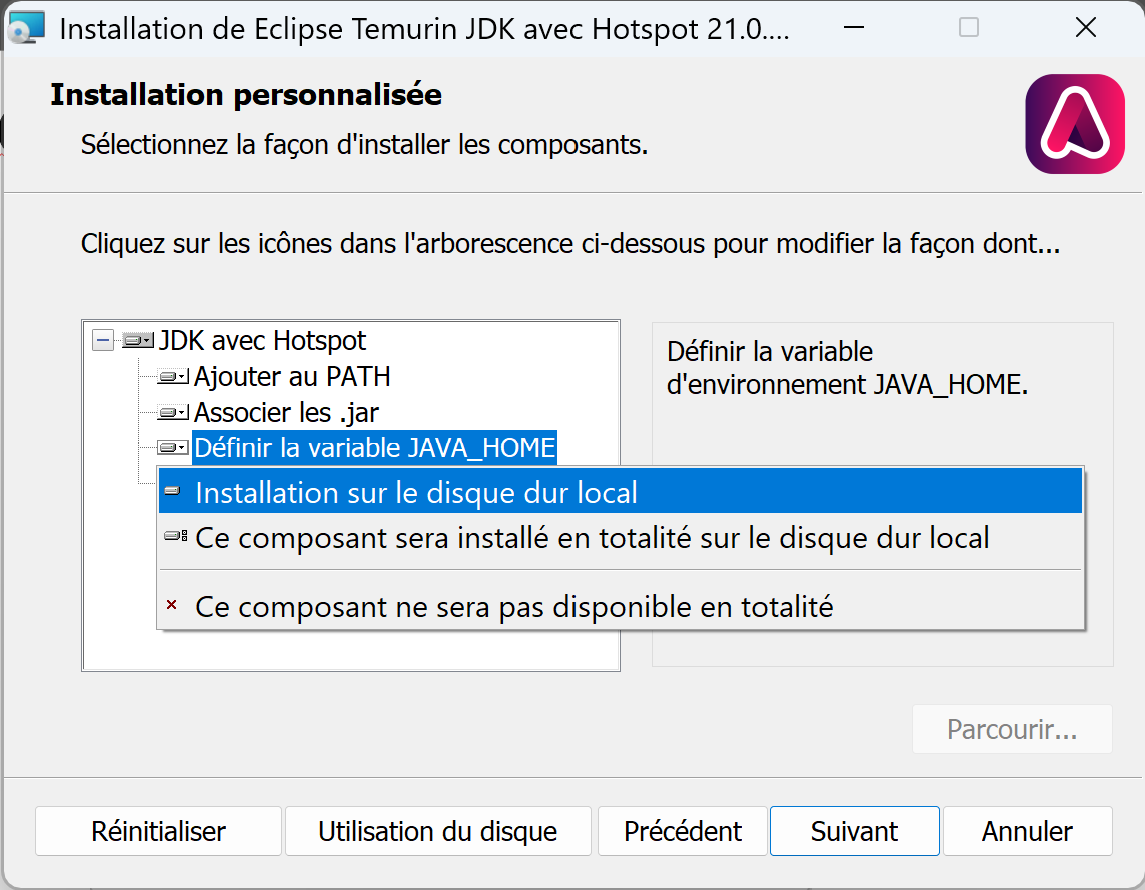 Installation de Eclipse Temurin JDK avec Hotspot 21.0....
Installation personnalisée
Sélectionnez la façon d'installer les composants.
Cliquez sur les icônes dans l'arborescence ci-dessous pour modifier la façon dont...
JDK avec Hotspot
Ajouter au PATH
Associer les .jar
Définir la variable JAVA_HOME
Installation sur le disque dur local
Ce composant sera installé en totalité sur le disque dur local
Ce composant ne sera pas disponible en totalité
Définir la variable
d'environnement JAVA_HOME.
Parcourir...
Réinitialiser
Utilisation du disque
Précédent
Suivant
Annuler